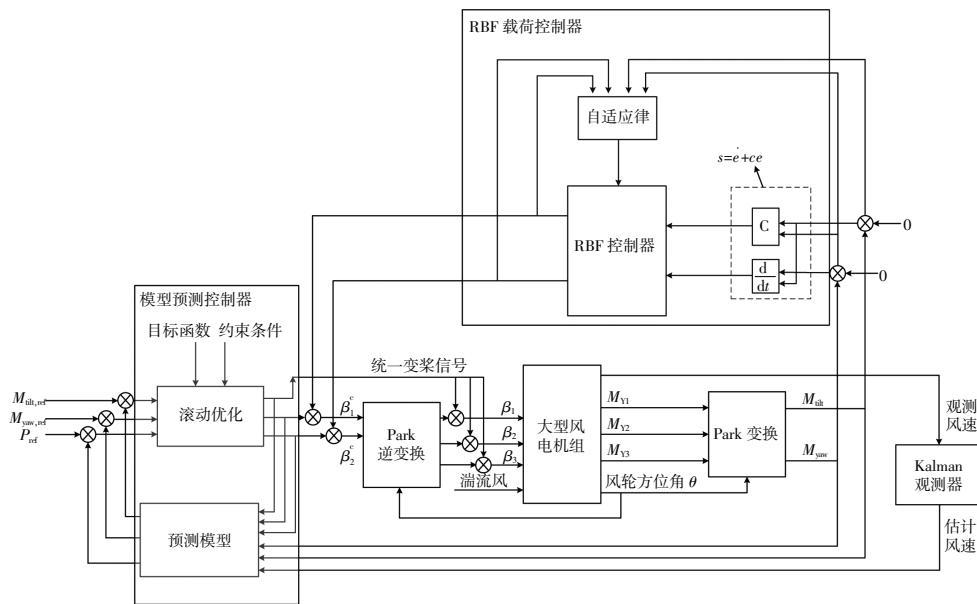 RBF 载荷控制器
自适应律
s=ė+ce
C
0
RBF 控制器
d
dt
0
模型预测控制器
目标函数 约束条件
统一变桨信号
M_tilt,ref
M_yaw,ref
P_ref
滚动优化
β₁ᶜ
β₂ᶜ
Park
逆变换
β₁
β₂
β₃
湍流风
大型风
电机组
M_Y1
M_Y2
M_Y3
风轮方位角 θ
Park 变换
M_tilt
M_yaw
观测
风速
Kalman
观测器
估计
风速
预测模型